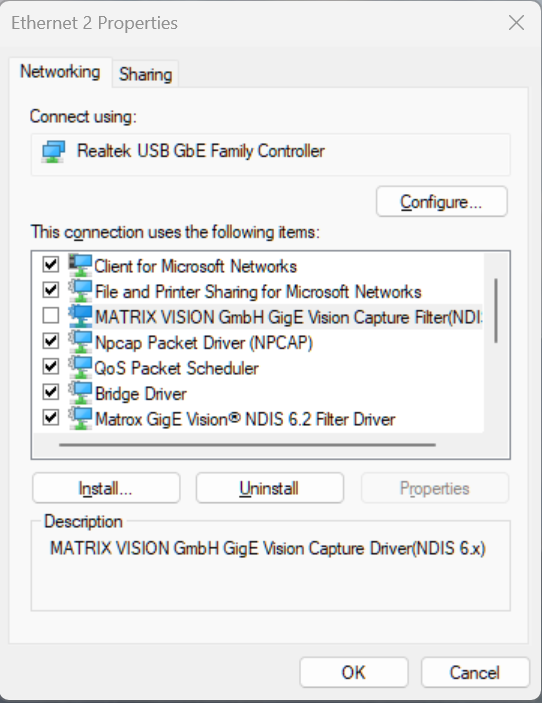 Ethernet 2 Properties
Networking
Sharing
Connect using:
Realtek USB GbE Family Controller
Configure...
This connection uses the following items:
Client for Microsoft Networks
File and Printer Sharing for Microsoft Networks
MATRIX VISION GmbH GigE Vision Capture Filter(NDI
Npcap Packet Driver (NPCAP)
QoS Packet Scheduler
Bridge Driver
Matrox GigE Vision® NDIS 6.2 Filter Driver
Install...
Uninstall
Properties
Description
MATRIX VISION GmbH GigE Vision Capture Driver(NDIS 6.x)
OK
Cancel